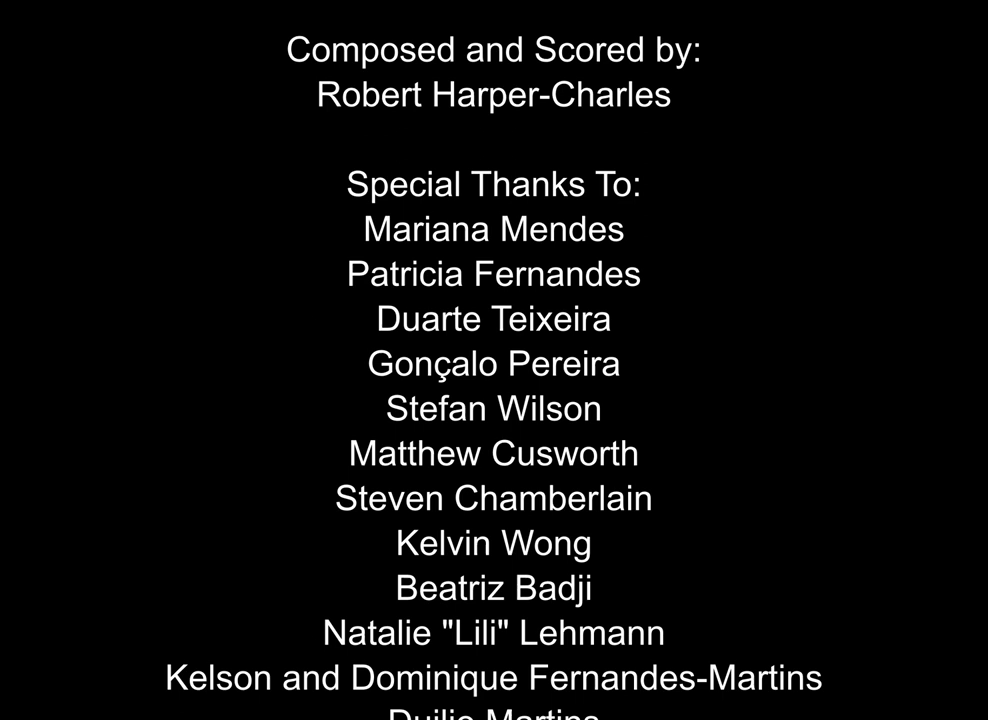 Composed and Scored by:
Robert Harper-Charles
Special Thanks To:
Mariana Mendes
Patricia Fernandes
Duarte Teixeira
Gonçalo Pereira
Stefan Wilson
Matthew Cusworth
Steven Chamberlain
Kelvin Wong
Beatriz Badji
Natalie "Lili" Lehmann
Kelson and Dominique Fernandes-Martins
Martins